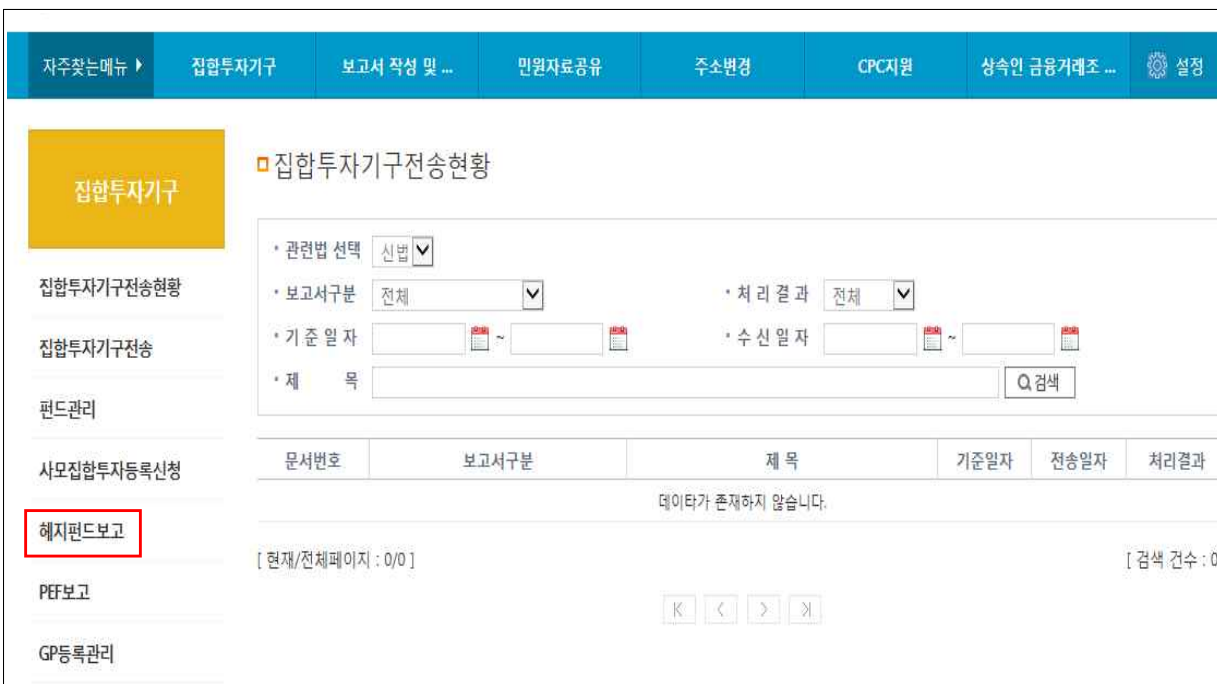 자주찾는메뉴 집합투자기구 보고서 작성 및 ... 민원자료공유 주소변경 CPC지원 상속인 금융거래조 ... 설정
집합투자기구
집합투자기구전송현황
집합투자기구전송
펀드관리
사모집합투자등록신청
헤지펀드보고
PEF보고
GP등록관리
집합투자기구전송현황
관련법 선택 신법
보고서구분 전체 처리결과 전체
기준일자 ~ 수신일자 ~
제 목 검색
문서번호 보고서구분 제 목 기준일자 전송일자 처리결과
데이타가 존재하지 않습니다.
[ 현재/전체페이지 : 0/0 ] [ 검색 건수 : 0